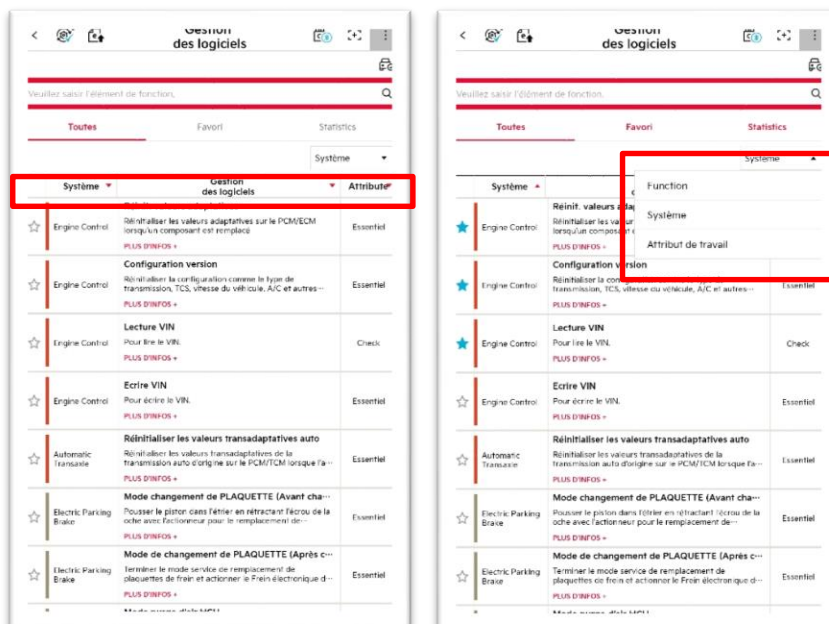 Gestion
des logiciels
Veuillez saisir l'élément de fonction.
Toutes Favori Statistics
Système
Système Gestion
des logiciels Attribute
Engine Control
Réinitialiser les valeurs adaptatives sur le PCM/ECM
lorsqu'un composant est remplacé
Essentiel
PLUS D'INFOS +
Configuration version
Engine Control
Réinitialiser la configuration comme le type de
transmission, TCS, vitesse du véhicule, A/C et autres···
Essentiel
PLUS D'INFOS +
Lecture VIN
Engine Control
Pour lire le VIN.
Check
PLUS D'INFOS +
Ecrire VIN
Engine Control
Pour écrire le VIN.
Essentiel
PLUS D'INFOS +
Réinitialiser les valeurs transadaptatives auto
Automatic
Transaxle
Réinitialiser les valeurs transadaptatives de la
transmission auto d'origine sur le PCM/TCM lorsque l'a···
Essentiel
PLUS D'INFOS +
Mode changement de PLAQUETTE (Avant cha···
Electric Parking
Brake
Pousser le piston dans l'étrier en rétractant l'écrou de la
oche avec l'actionneur pour le remplacement de···
Essentiel
PLUS D'INFOS +
Mode de changement de PLAQUETTE (Après c···
Electric Parking
Brake
Terminer le mode service de remplacement de
plaquettes de frein et actionner le Frein électronique d···
Essentiel
PLUS D'INFOS +
Gestion
des logiciels
Veuillez saisir l'élément de fonction.
Toutes Favori Statistics
Système
Function
Système
Attribut de travail
Système
Réinit. valeurs
Engine Control
Réinitialiser les
lorsqu'un composant
PLUS D'INFOS +
Configuration version
Engine Control
Réinitialiser la configuration comme le type de
transmission, TCS, vitesse du véhicule, A/C et autres···
Essentiel
PLUS D'INFOS +
Lecture VIN
Engine Control
Pour lire le VIN.
Check
PLUS D'INFOS +
Ecrire VIN
Engine Control
Pour écrire le VIN.
Essentiel
PLUS D'INFOS +
Réinitialiser les valeurs transadaptatives auto
Automatic
Transaxle
Réinitialiser les valeurs transadaptatives de la
transmission auto d'origine sur le PCM/TCM lorsque l'a···
Essentiel
PLUS D'INFOS +
Mode changement de PLAQUETTE (Avant cha···
Electric Parking
Brake
Pousser le piston dans l'étrier en rétractant l'écrou de la
oche avec l'actionneur pour le remplacement de···
Essentiel
PLUS D'INFOS +
Mode de changement de PLAQUETTE (Après c···
Electric Parking
Brake
Terminer le mode service de remplacement de
plaquettes de frein et actionner le Frein électronique d···
Essentiel
PLUS D'INFOS +